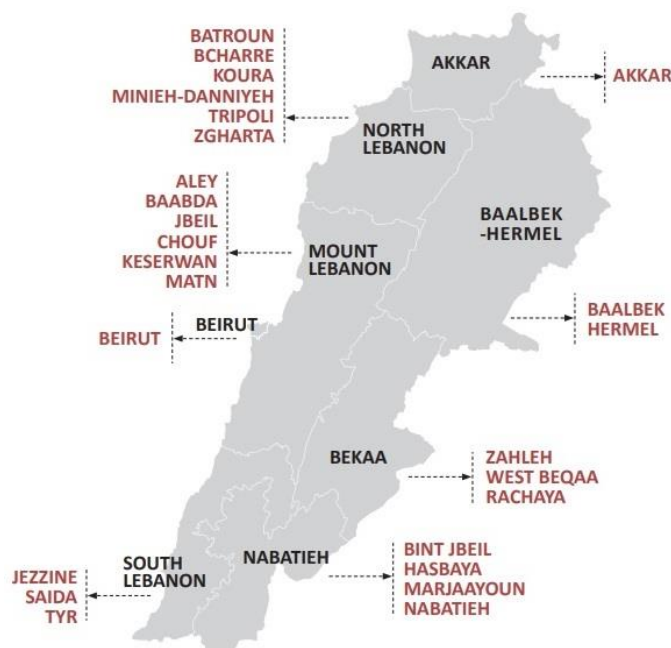 BATROUN
BCHARRE
KOURA
MINIEH-DANNIYEH
TRIPOLI
ZGHARTA
AKKAR
AKKAR
NORTH
LEBANON
ALEY
BAABDA
JBEIL
CHOUF
KESERWAN
MATN
MOUNT
LEBANON
BAALBEK
-HERMEL
BAALBEK
HERMEL
BEIRUT
BEIRUT
BEKAA
ZAHLEH
WEST BEQAA
RACHAYA
JEZZINE
SAIDA
TYR
SOUTH
LEBANON
NABATIEH
BINT JBEIL
HASBAYA
MARJAAYOUN
NABATIEH